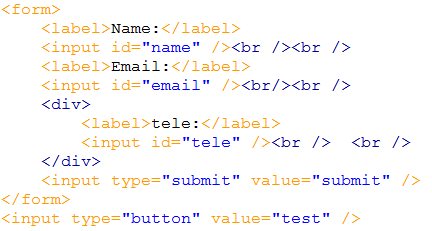 <form>
    <label>Name:</label>
    <input id="name" /><br /><br />
    <label>Email:</label>
    <input id="email" /><br/><br />
    <div>
        <label>tele:</label>
        <input id="tele" /><br />  <br />
    </div>
    <input type="submit" value="submit" />
</form>
<input type="button" value="test" />